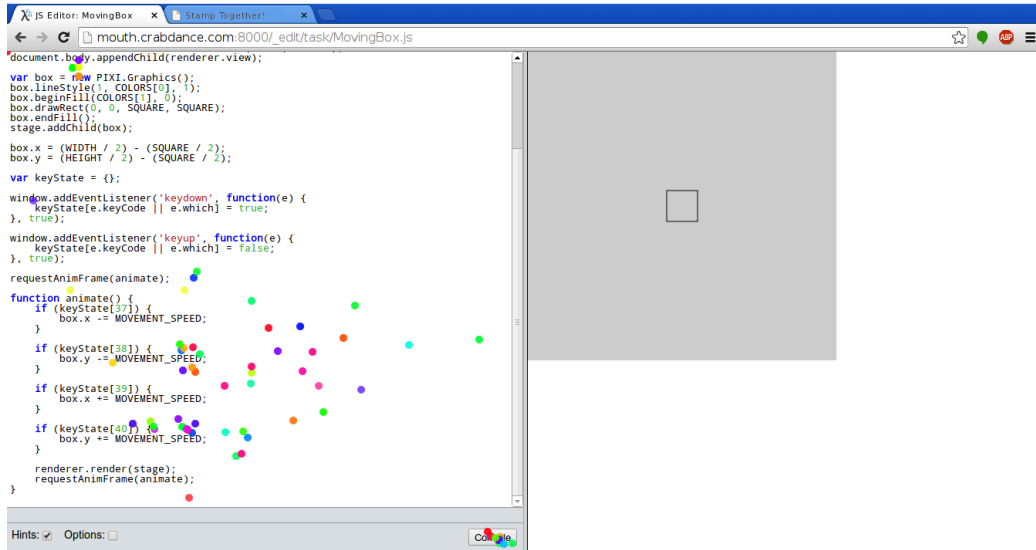 JS Editor: MovingBox x Stamp Together! x
mouth.crabdance.com:8000/_edit/task/MovingBox.js
ABP
document.body.appendChild(renderer.view);
var box = new PIXI.Graphics();
box.lineStyle(1, COLORS[0], 1);
box.beginFill(COLORS[1], 0);
box.drawRect(0, 0, SQUARE, SQUARE);
box.endFill();
stage.addChild(box);
box.x = (WIDTH / 2) - (SQUARE / 2);
box.y = (HEIGHT / 2) - (SQUARE / 2);
var keyState = {};
window.addEventListener('keydown', function(e) {
keyState[e.keyCode || e.which] = true;
}, true);
window.addEventListener('keyup', function(e) {
keyState[e.keyCode || e.which] = false;
}, true);
requestAnimFrame(animate);
function animate() {
if (keyState[37]) {
box.x -= MOVEMENT_SPEED;
}
if (keyState[38]) {
box.y -= MOVEMENT_SPEED;
}
if (keyState[39]) {
box.x += MOVEMENT_SPEED;
}
if (keyState[40]) {
box.y += MOVEMENT_SPEED;
}
renderer.render(stage);
requestAnimFrame(animate);
}
Hints: Options: